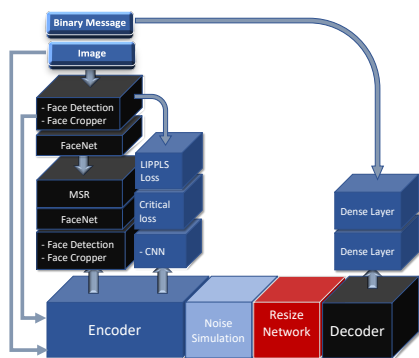 Binary Message
Image
- Face Detection
- Face Cropper
FaceNet
MSR
FaceNet
- Face Detection
- Face Cropper
LIPPLS
Loss
Critical
loss
- CNN
Dense Layer
Dense Layer
Encoder
Noise
Simulation
Resize
Network
Decoder